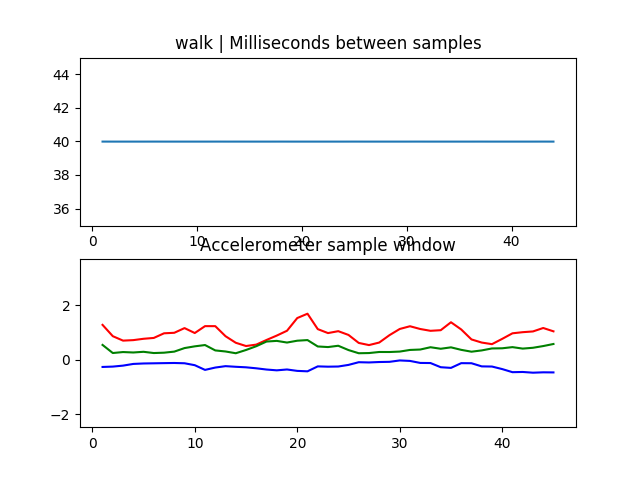 walk | Milliseconds between samples
44
42
40
38
36
0 10 20 30 40
Accelerometer sample window
2
0
−2
0 10 20 30 40